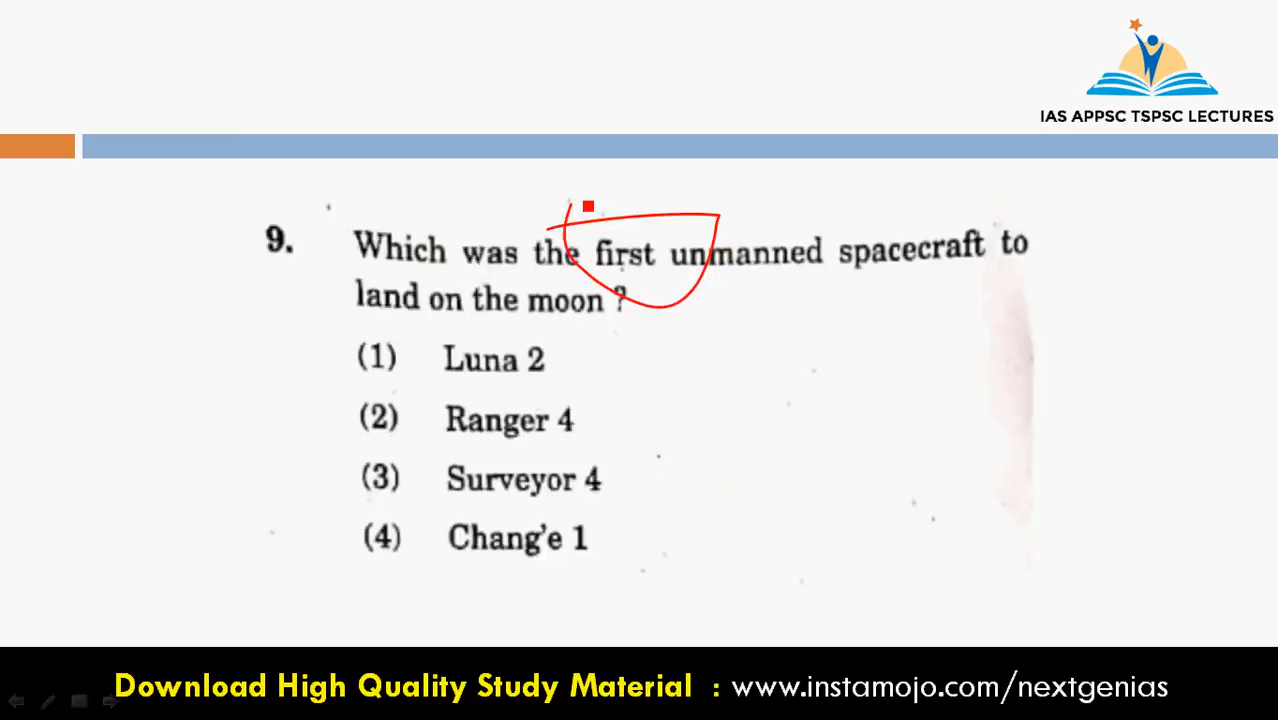 IAS APPSC TSPSC LECTURES
9. Which was the first unmanned spacecraft to
land on the moon ?
(1) Luna 2
(2) Ranger 4
(3) Surveyor 4
(4) Chang'e 1
Download High Quality Study Material : www.instamojo.com/nextgenias